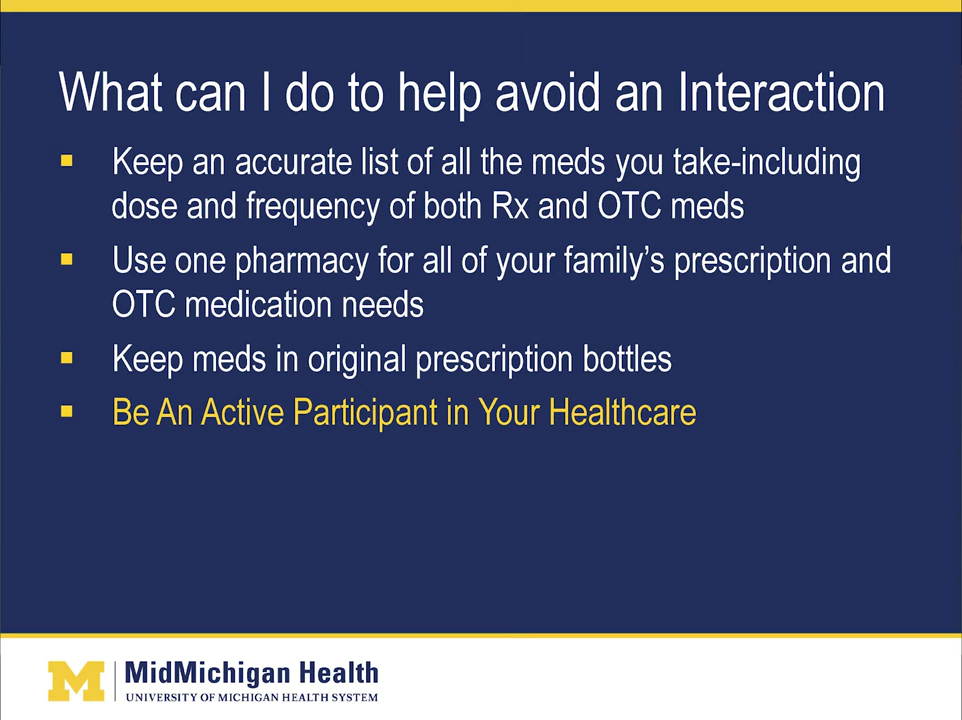 What can I do to help avoid an Interaction
Keep an accurate list of all the meds you take-including
dose and frequency of both Rx and OTC meds
Use one pharmacy for all of your family's prescription and
OTC medication needs
Keep meds in original prescription bottles
Be An Active Participant in Your Healthcare
M
MidMichigan Health
UNIVERSITY OF MICHIGAN HEALTH SYSTEM